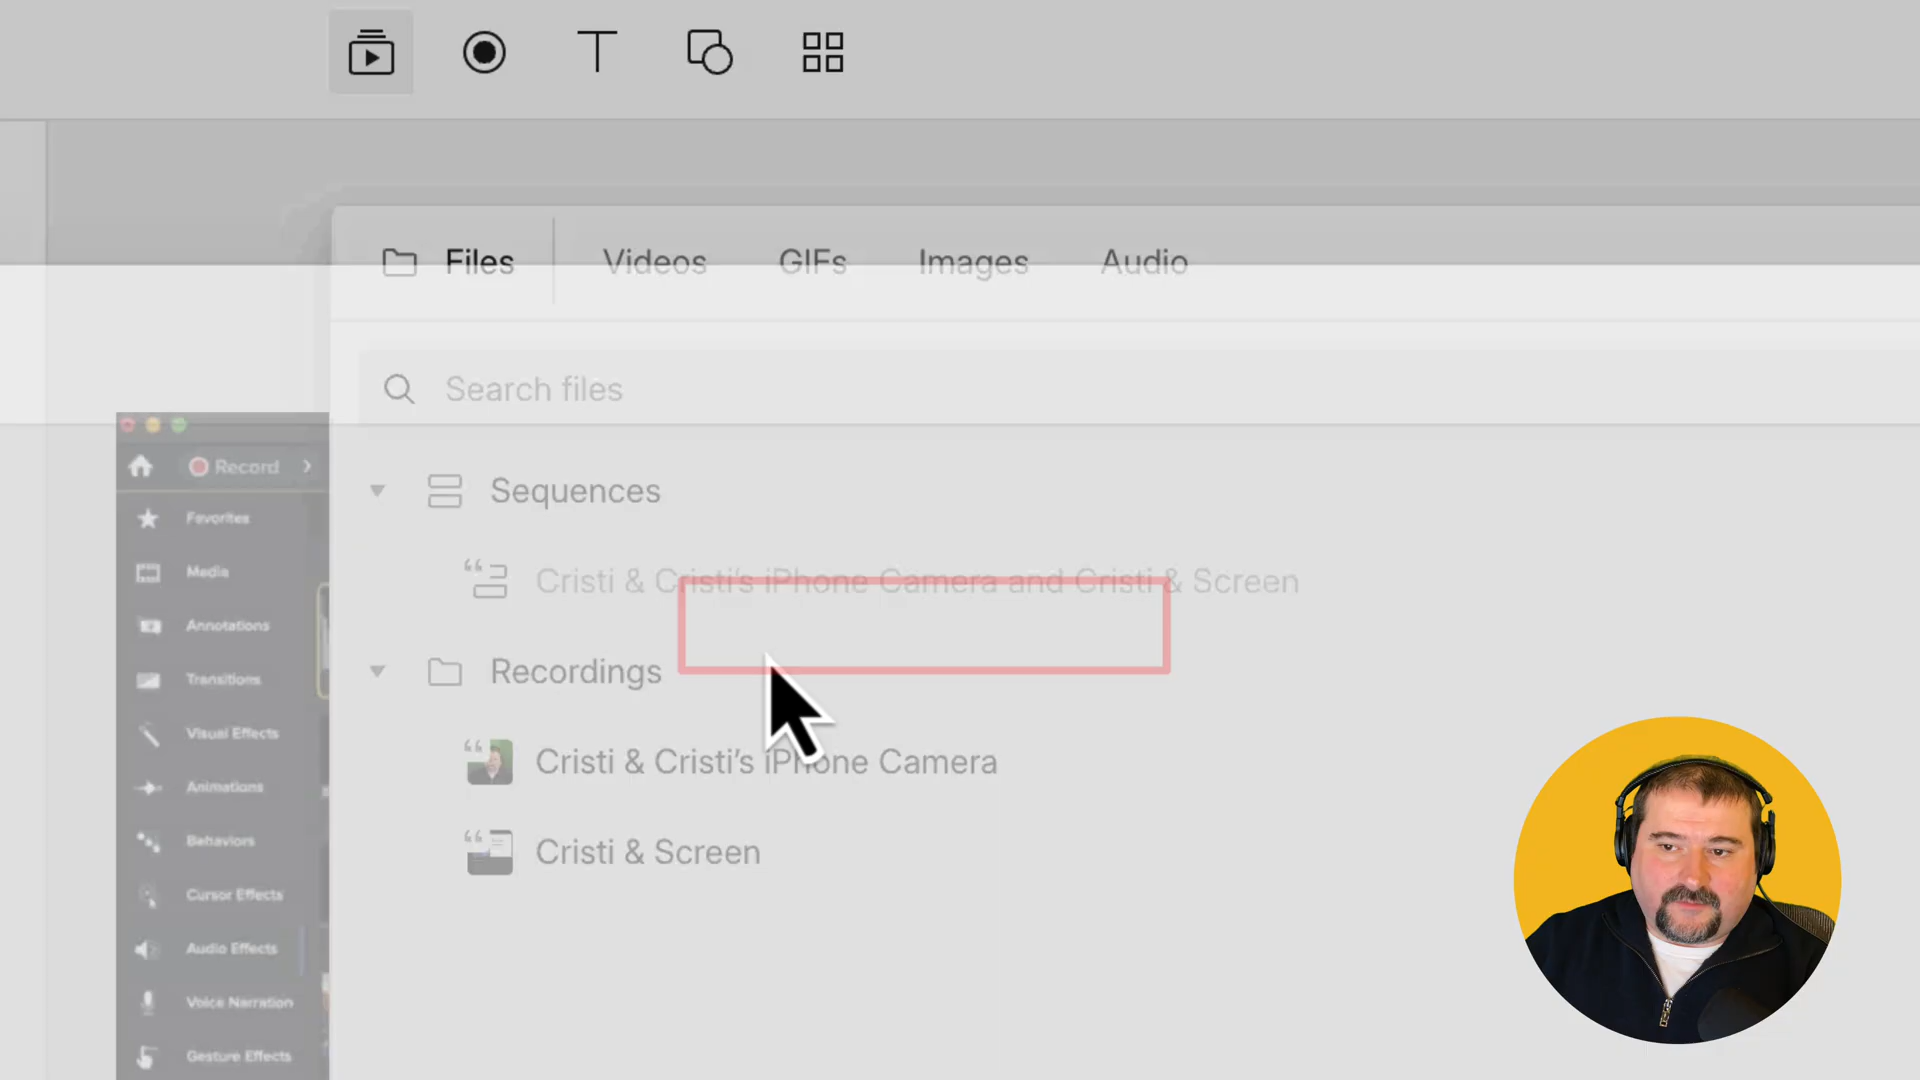 Files
Videos
GIFs
Images
Audio
Search files
Sequences
Cristi & Cristi’s iPhone Camera and Cristi & Screen
Recordings
Cristi & Cristi’s iPhone Camera
Cristi & Screen
Record
Favorites
Media
Annotations
Transitions
Visual Effects
Animations
Behaviors
Cursor Effects
Audio Effects
Voice Narration
Gesture Effects